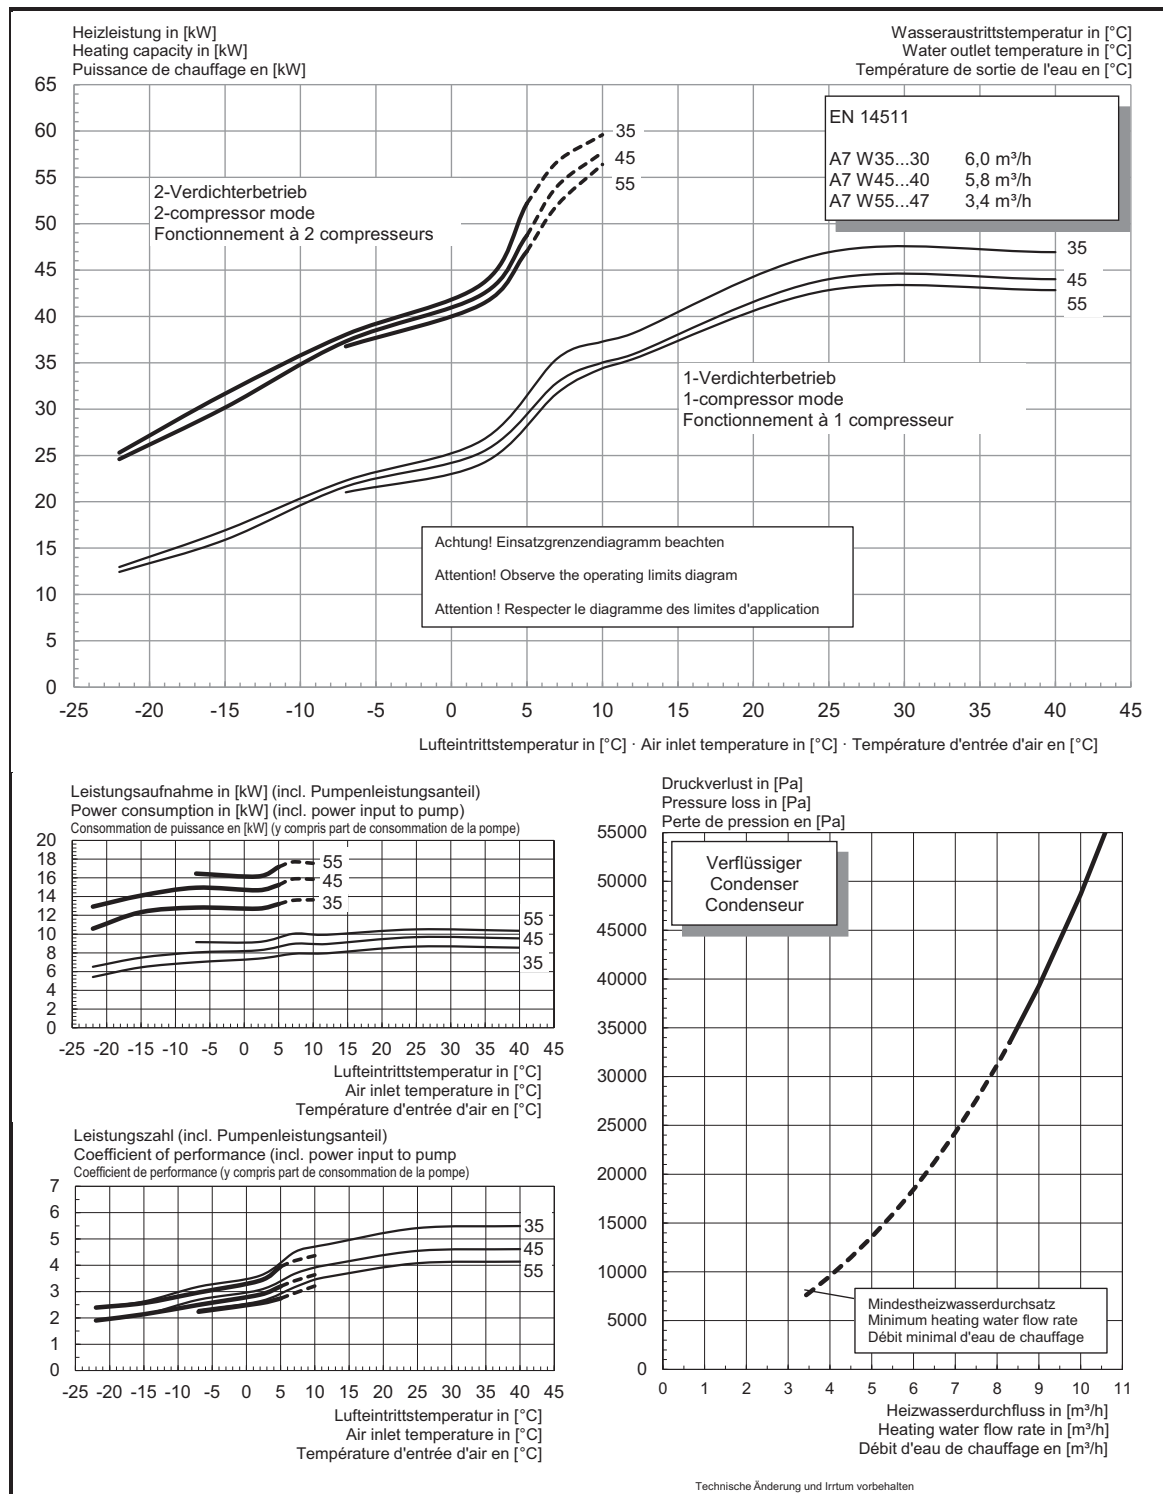 Heizleistung in [kW]
Heating capacity in [kW]
Puissance de chauffage en [kW]
Wasseraustrittstemperatur in [°C]
Water outlet temperature in [°C]
Température de sortie de l'eau en [°C]
65
60
55
50
45
40
35
30
25
20
15
10
5
0
2-Verdichterbetrieb
2-compressor mode
Fonctionnement à 2 compresseurs
35
45
55
EN 14511
A7 W35...30 6,0 m³/h
A7 W45...40 5,8 m³/h
A7 W55...47 3,4 m³/h
35
45
55
1-Verdichterbetrieb
1-compressor mode
Fonctionnement à 1 compresseur
Achtung! Einsatzgrenzendiagramm beachten
Attention! Observe the operating limits diagram
Attention ! Respecter le diagramme des limites d'application
-25 -20 -15 -10 -5 0 5 10 15 20 25 30 35 40 45
Lufteintrittstemperatur in [°C] · Air inlet temperature in [°C] · Température d'entrée d'air en [°C]
Leistungsaufnahme in [kW] (incl. Pumpenleistungsanteil)
Power consumption in [kW] (incl. power input to pump)
Consommation de puissance en [kW] (y compris part de consommation de la pompe)
20
18
16
14
12
10
8
6
4
2
0
55
45
35
55
45
35
-25 -20 -15 -10 -5 0 5 10 15 20 25 30 35 40 45
Lufteintrittstemperatur in [°C]
Air inlet temperature in [°C]
Température d'entrée d'air en [°C]
Leistungszahl (incl. Pumpenleistungsanteil)
Coefficient of performance (incl. power input to pump
Coefficient de performance (y compris part de consommation de la pompe)
7
6
5
4
3
2
1
0
35
45
55
-25 -20 -15 -10 -5 0 5 10 15 20 25 30 35 40 45
Lufteintrittstemperatur in [°C]
Air inlet temperature in [°C]
Température d'entrée d'air en [°C]
Druckverlust in [Pa]
Pressure loss in [Pa]
Perte de pression en [Pa]
55000
50000
45000
40000
35000
30000
25000
20000
15000
10000
5000
0
Verflüssiger
Condenser
Condenseur
Mindestheizwasserdurchsatz
Minimum heating water flow rate
Débit minimal d'eau de chauffage
0 1 2 3 4 5 6 7 8 9 10 11
Heizwasserdurchfluss in [m³/h]
Heating water flow rate in [m³/h]
Débit d'eau de chauffage en [m³/h]
Technische Änderung und Irrtum vorbehalten